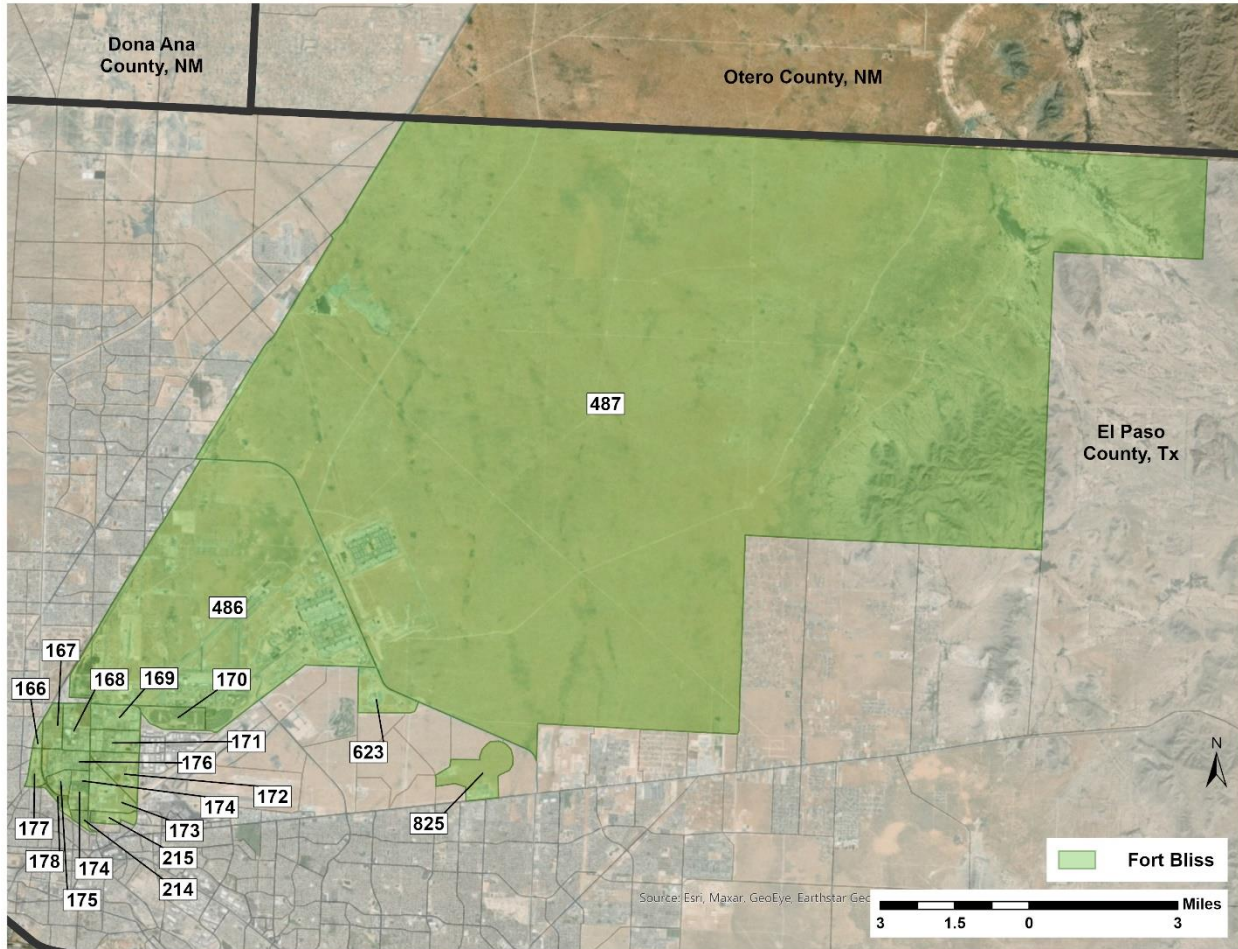 Dona Ana
County, NM
Otero County, NM
487
El Paso
County, Tx
486
167
166
168
169
170
171
623
176
172
174
825
177
173
178
174
215
175
214
N
Fort Bliss
Source: Esri, Maxar, GeoEye, Earthstar Geo
Miles
3 1.5 0 3